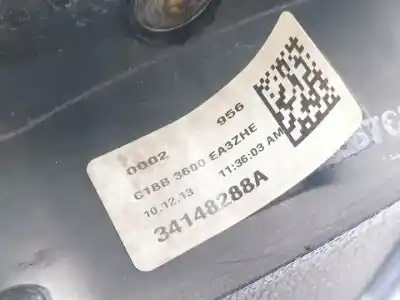 0002 956
C1BB 3600 EA3ZHE
10.12.13 11:36:03 AM
34148288A